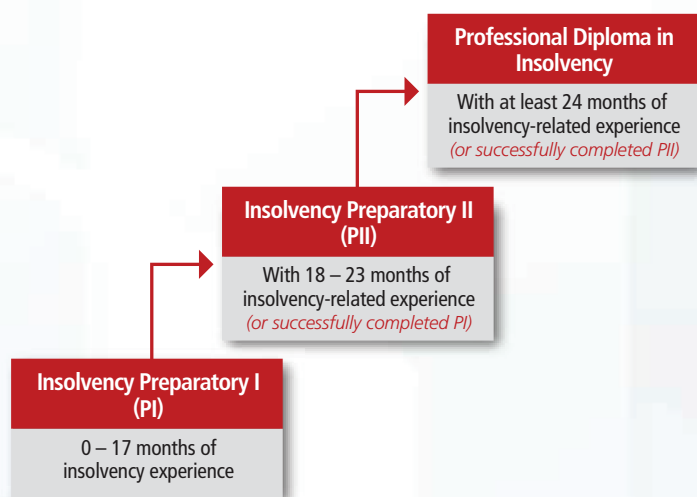 Professional Diploma in
Insolvency
With at least 24 months of
insolvency-related experience
(or successfully completed PII)
Insolvency Preparatory II
(PII)
With 18 – 23 months of
insolvency-related experience
(or successfully completed PI)
Insolvency Preparatory I
(PI)
0 – 17 months of
insolvency experience